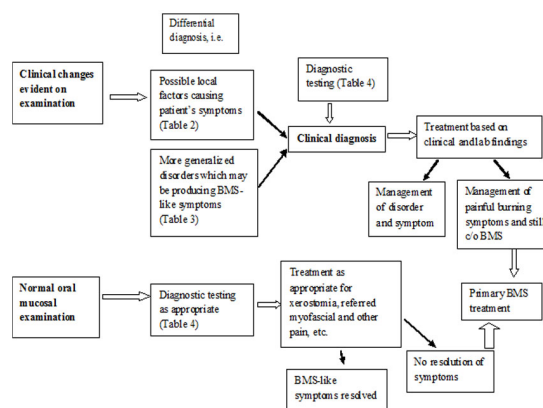 Differential
diagnosis, i.e.
Clinical changes
evident on
examination
Possible local
factors causing
patient's symptoms
(Table 2)
More generalized
disorders which may
be producing BMS-
like symptoms
(Table 3)
Diagnostic
testing (Table 4)
Clinical diagnosis
Treatment based on
clinical and lab findings
Management
of disorder
and symptom
Management of
painful burning
symptoms and still
c/o BMS
Normal oral
mucosal
examination
Diagnostic testing
as appropriate
(Table 4)
Treatment as
appropriate for
xerostomia, referred
myofascial and other
pain, etc.
BMS-like
symptoms resolved
No resolution of
symptoms
Primary BMS
treatment